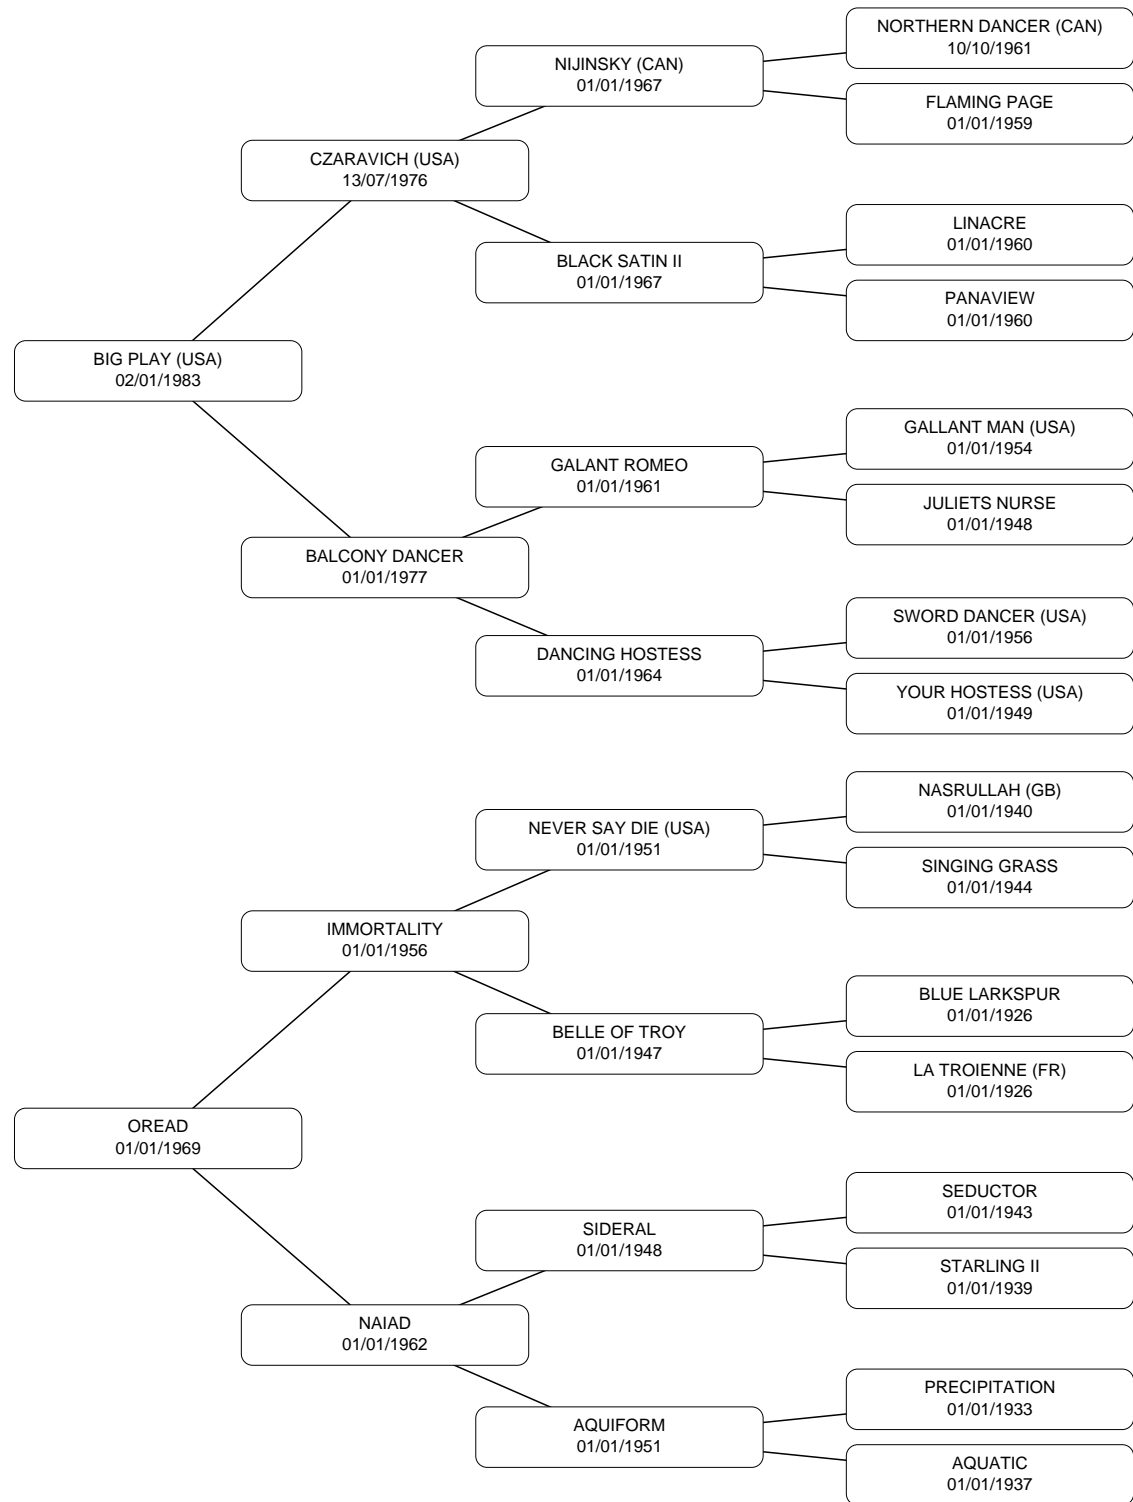 NORTHERN DANCER (CAN)
10/10/1961
NIJINSKY (CAN)
01/01/1967
FLAMING PAGE
01/01/1959
CZARAVICH (USA)
13/07/1976
LINACRE
01/01/1960
BLACK SATIN II
01/01/1967
PANAVIEW
01/01/1960
BIG PLAY (USA)
02/01/1983
GALLANT MAN (USA)
01/01/1954
GALANT ROMEO
01/01/1961
JULIETS NURSE
01/01/1948
BALCONY DANCER
01/01/1977
SWORD DANCER (USA)
01/01/1956
DANCING HOSTESS
01/01/1964
YOUR HOSTESS (USA)
01/01/1949
NASRULLAH (GB)
01/01/1940
NEVER SAY DIE (USA)
01/01/1951
SINGING GRASS
01/01/1944
IMMORTALITY
01/01/1956
BLUE LARKSPUR
01/01/1926
BELLE OF TROY
01/01/1947
LA TROIENNE (FR)
01/01/1926
OREAD
01/01/1969
SEDUCTOR
01/01/1943
SIDERAL
01/01/1948
STARLING II
01/01/1939
NAIAD
01/01/1962
PRECIPITATION
01/01/1933
AQUIFORM
01/01/1951
AQUATIC
01/01/1937